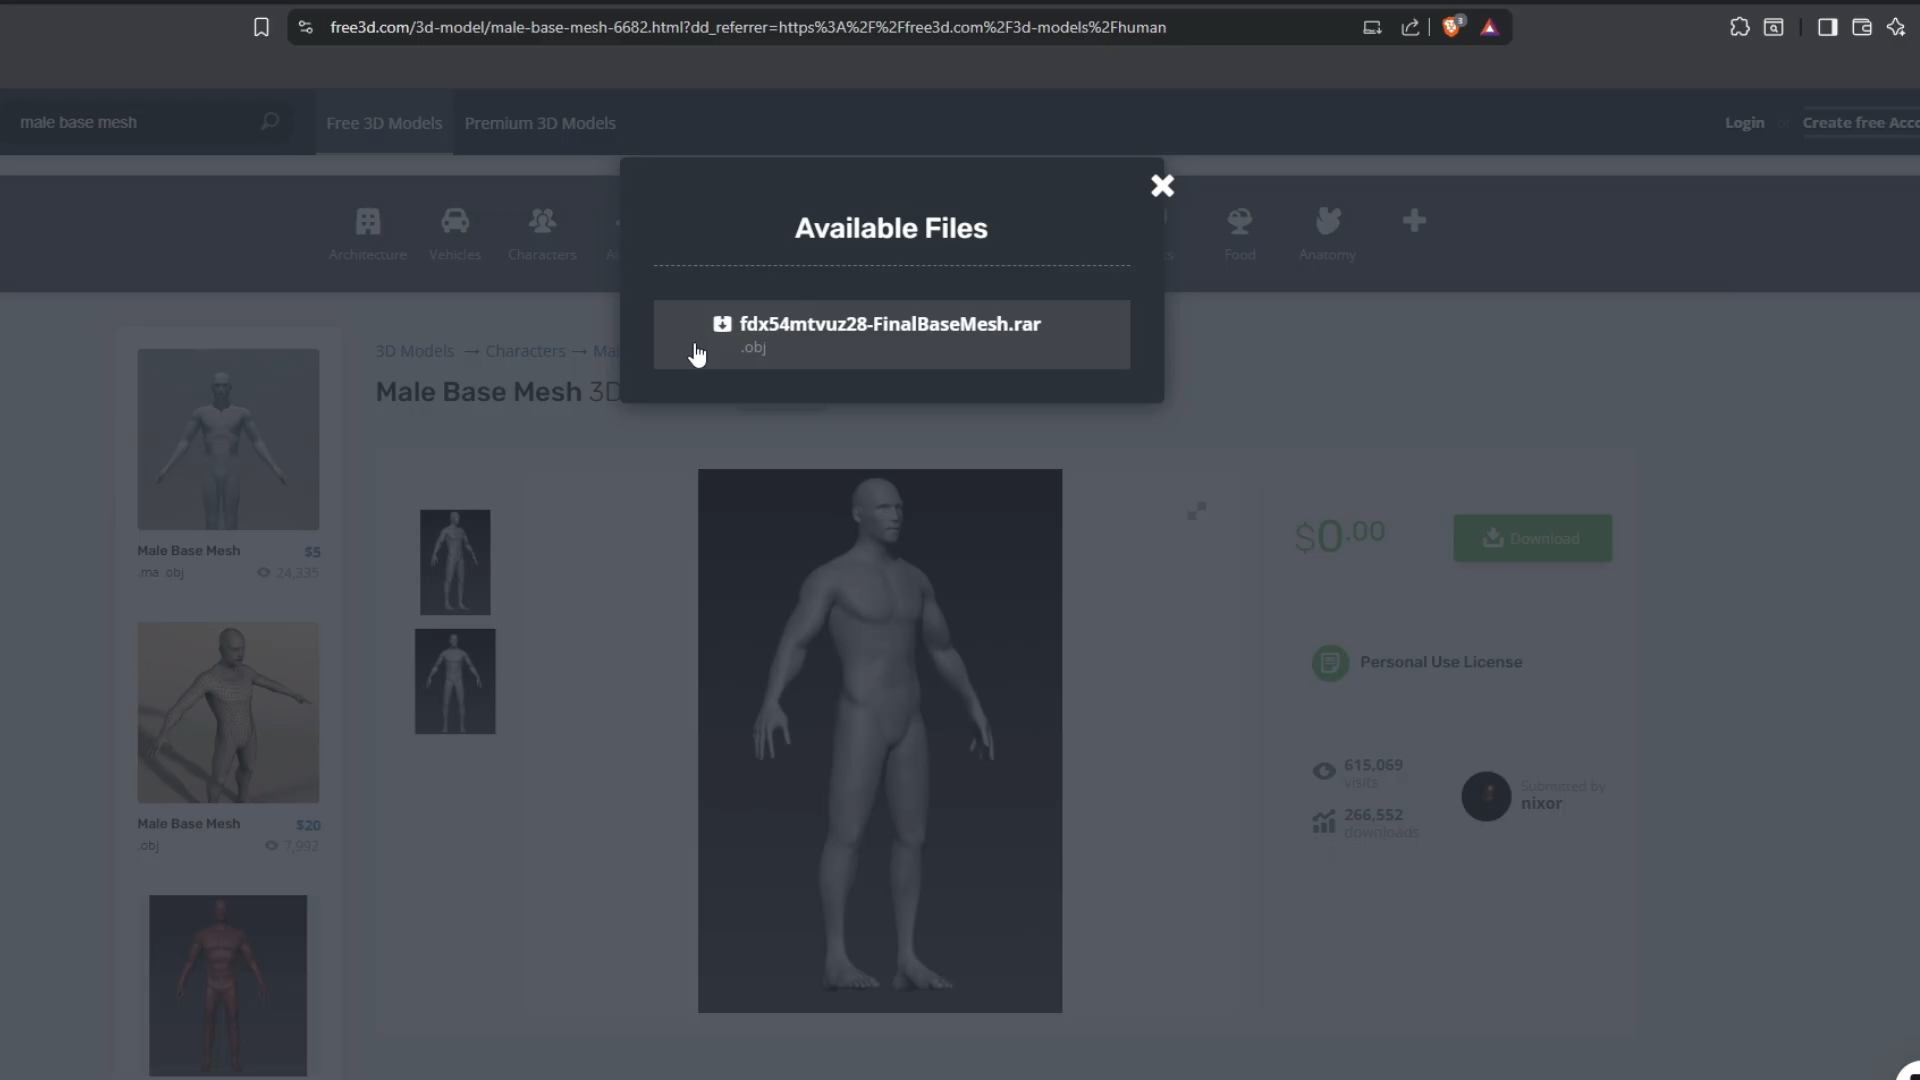 free3d.com/3d-model/male-base-mesh-6682.html?dd_referrer=https%3A%2F%2Ffree3d.com%2F3d-models%2Fhuman
3
male base mesh
Free 3D Models
Premium 3D Models
Login
or
Create free Acco
Available Files
fdx54mtvuz28-FinalBaseMesh.rar
.obj
Architecture
Vehicles
Characters
Food
Anatomy
3D Models → Characters →
Male Base Mesh 3D
Male Base Mesh $5
.ma .obj 24,335
Male Base Mesh $20
.obj 7,992
$0.00
Download
Personal Use License
615,069
visits
266,552
downloads
Submitted by
nixor